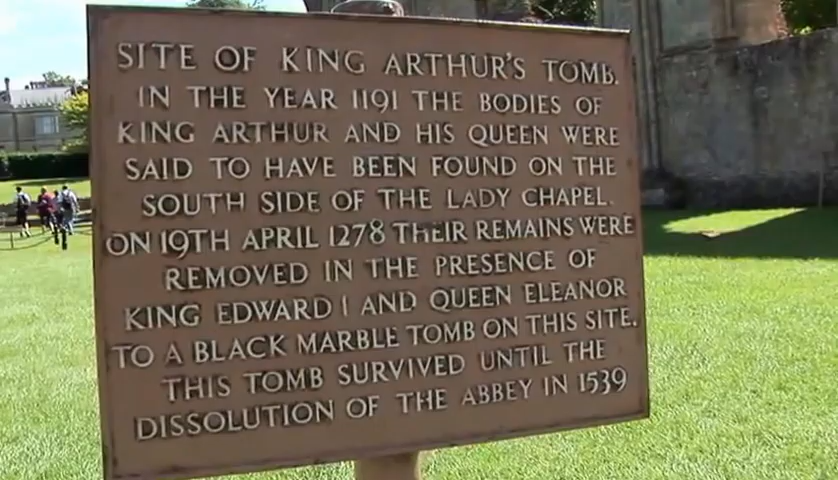 SITE OF KING ARTHUR'S TOMB.
IN THE YEAR 1191 THE BODIES OF
KING ARTHUR AND HIS QUEEN WERE
SAID TO HAVE BEEN FOUND ON THE
SOUTH SIDE OF THE LADY CHAPEL.
ON 19TH APRIL 1278 THEIR REMAINS WERE
REMOVED IN THE PRESENCE OF
KING EDWARD I AND QUEEN ELEANOR
TO A BLACK MARBLE TOMB ON THIS SITE.
THIS TOMB SURVIVED UNTIL THE
DISSOLUTION OF THE ABBEY IN 1539